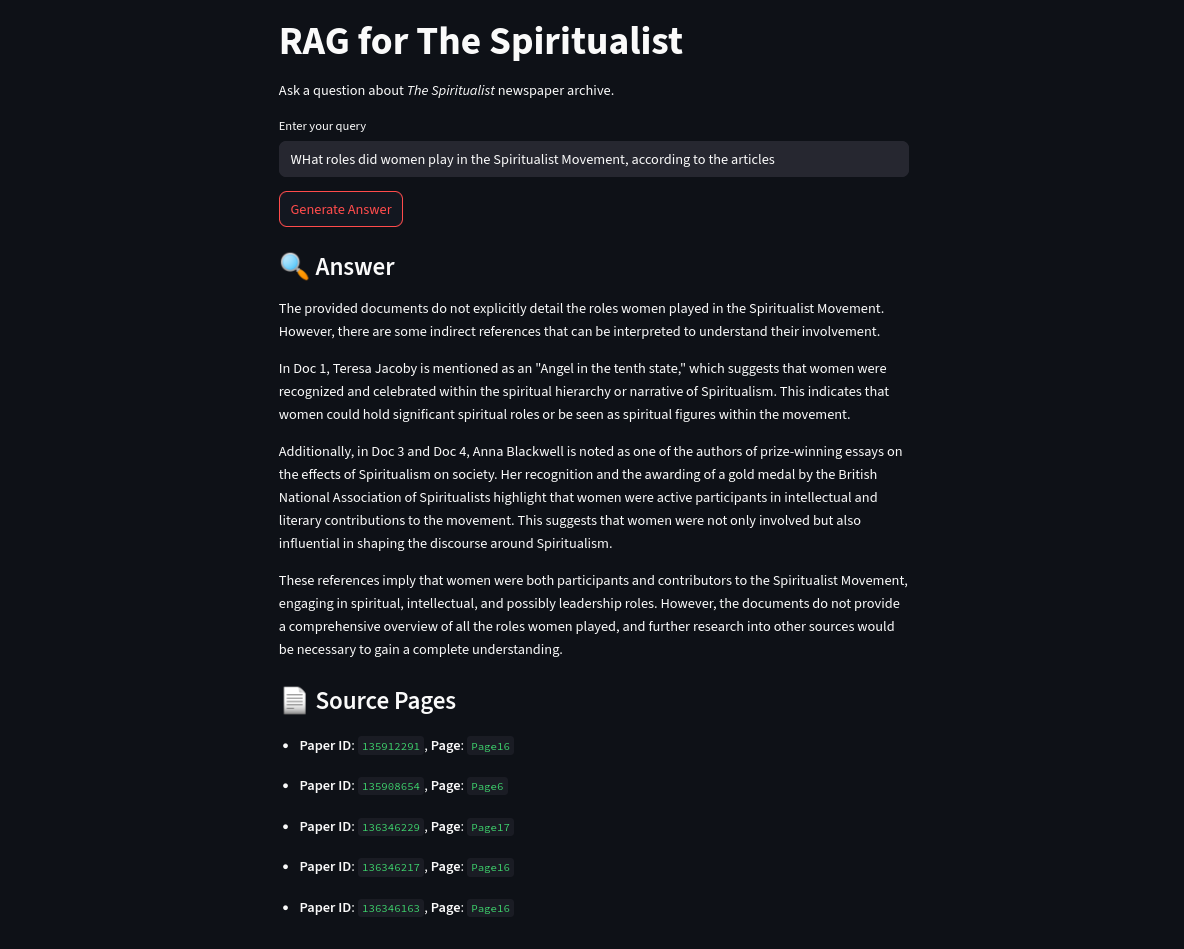 RAG for The Spiritualist
Ask a question about The Spiritualist newspaper archive.
Enter your query
WHat roles did women play in the Spiritualist Movement, according to the articles
Generate Answer
🔍 Answer
The provided documents do not explicitly detail the roles women played in the Spiritualist Movement.
However, there are some indirect references that can be interpreted to understand their involvement.
In Doc 1, Teresa Jacoby is mentioned as an "Angel in the tenth state," which suggests that women were
recognized and celebrated within the spiritual hierarchy or narrative of Spiritualism. This indicates that
women could hold significant spiritual roles or be seen as spiritual figures within the movement.
Additionally, in Doc 3 and Doc 4, Anna Blackwell is noted as one of the authors of prize-winning essays on
the effects of Spiritualism on society. Her recognition and the awarding of a gold medal by the British
National Association of Spiritualists highlight that women were active participants in intellectual and
literary contributions to the movement. This suggests that women were not only involved but also
influential in shaping the discourse around Spiritualism.
These references imply that women were both participants and contributors to the Spiritualist Movement,
engaging in spiritual, intellectual, and possibly leadership roles. However, the documents do not provide
a comprehensive overview of all the roles women played, and further research into other sources would
be necessary to gain a complete understanding.
📄 Source Pages
• Paper ID: 135912291, Page: Page16
• Paper ID: 135908654, Page: Page6
• Paper ID: 136346229, Page: Page17
• Paper ID: 136346217, Page: Page16
• Paper ID: 136346163, Page: Page16